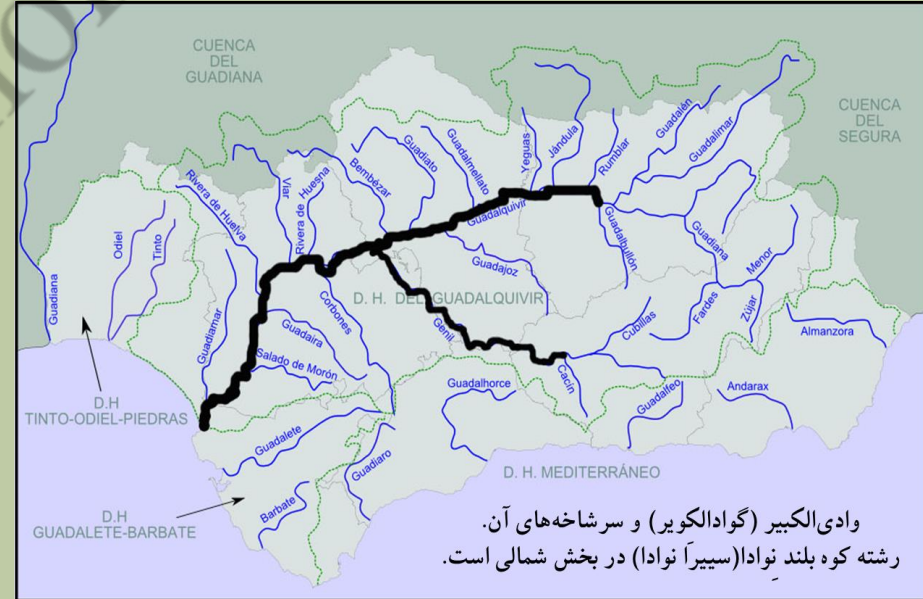 CUENCA
DEL
GUADIANA
CUENCA
DEL
SEGURA
Yeguas
Jándula
Rumblar
Guadalén
Guadalimar
Guadalmellato
Guadiato
Bembézar
Viar
Rivera de Huesna
Rivera de Huelva
Odiel
Tinto
Guadiana
Guadalquivir
Guadalbullón
Guadiana
Menor
Guadajoz
D. H. DEL GUADALQUIVIR
Genil
Corbones
Guadaira
Salado de Morón
Guadiamar
Cubillas
Fardes
Zújar
Almanzora
Cacín
Guadalhorce
Guadalfeo
Andarax
D.H
TINTO-ODIEL-PIEDRAS
Guadalete
Guadiaro
Barbate
D. H. MEDITERRÁNEO
D.H
GUADALETE-BARBATE
وادی‌الکبیر (گوادالکویر) و سرشاخه‌های آن.
رشته کوه بلند نِوادا(سییرَا نوادا) در بخش شمالی است.